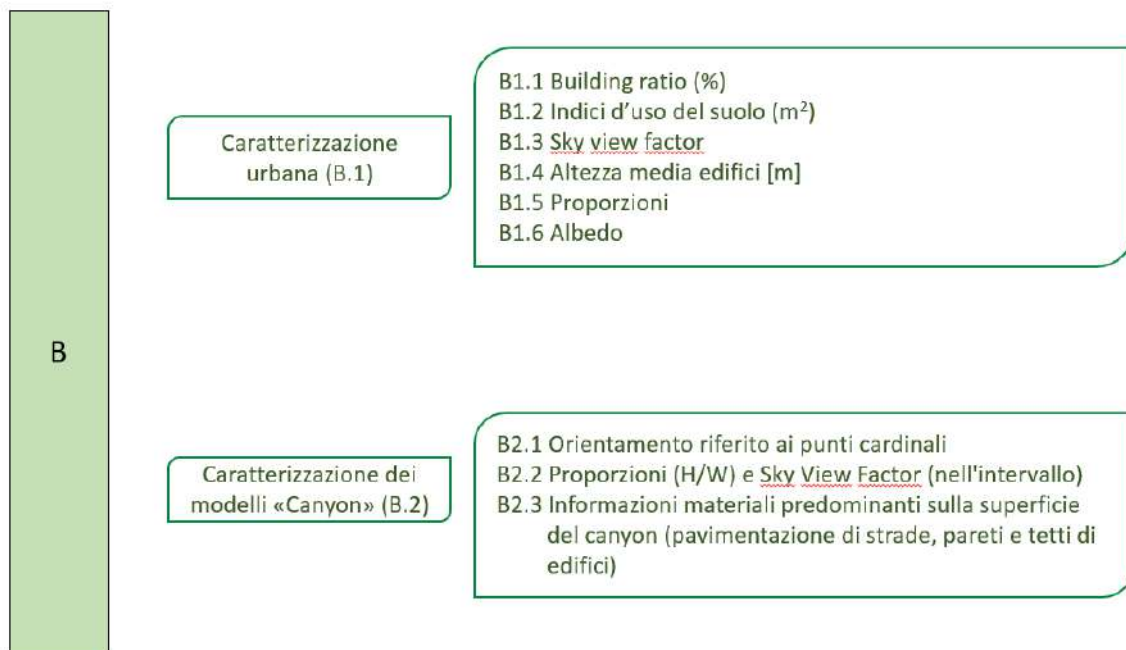 B
Caratterizzazione
urbana (B.1)
B1.1 Building ratio (%)
B1.2 Indici d'uso del suolo (m²)
B1.3 Sky view factor
B1.4 Altezza media edifici [m]
B1.5 Proporzioni
B1.6 Albedo
Caratterizzazione dei
modelli «Canyon» (B.2)
B2.1 Orientamento riferito ai punti cardinali
B2.2 Proporzioni (H/W) e Sky View Factor (nell'intervallo)
B2.3 Informazioni materiali predominanti sulla superficie
del canyon (pavimentazione di strade, pareti e tetti di
edifici)